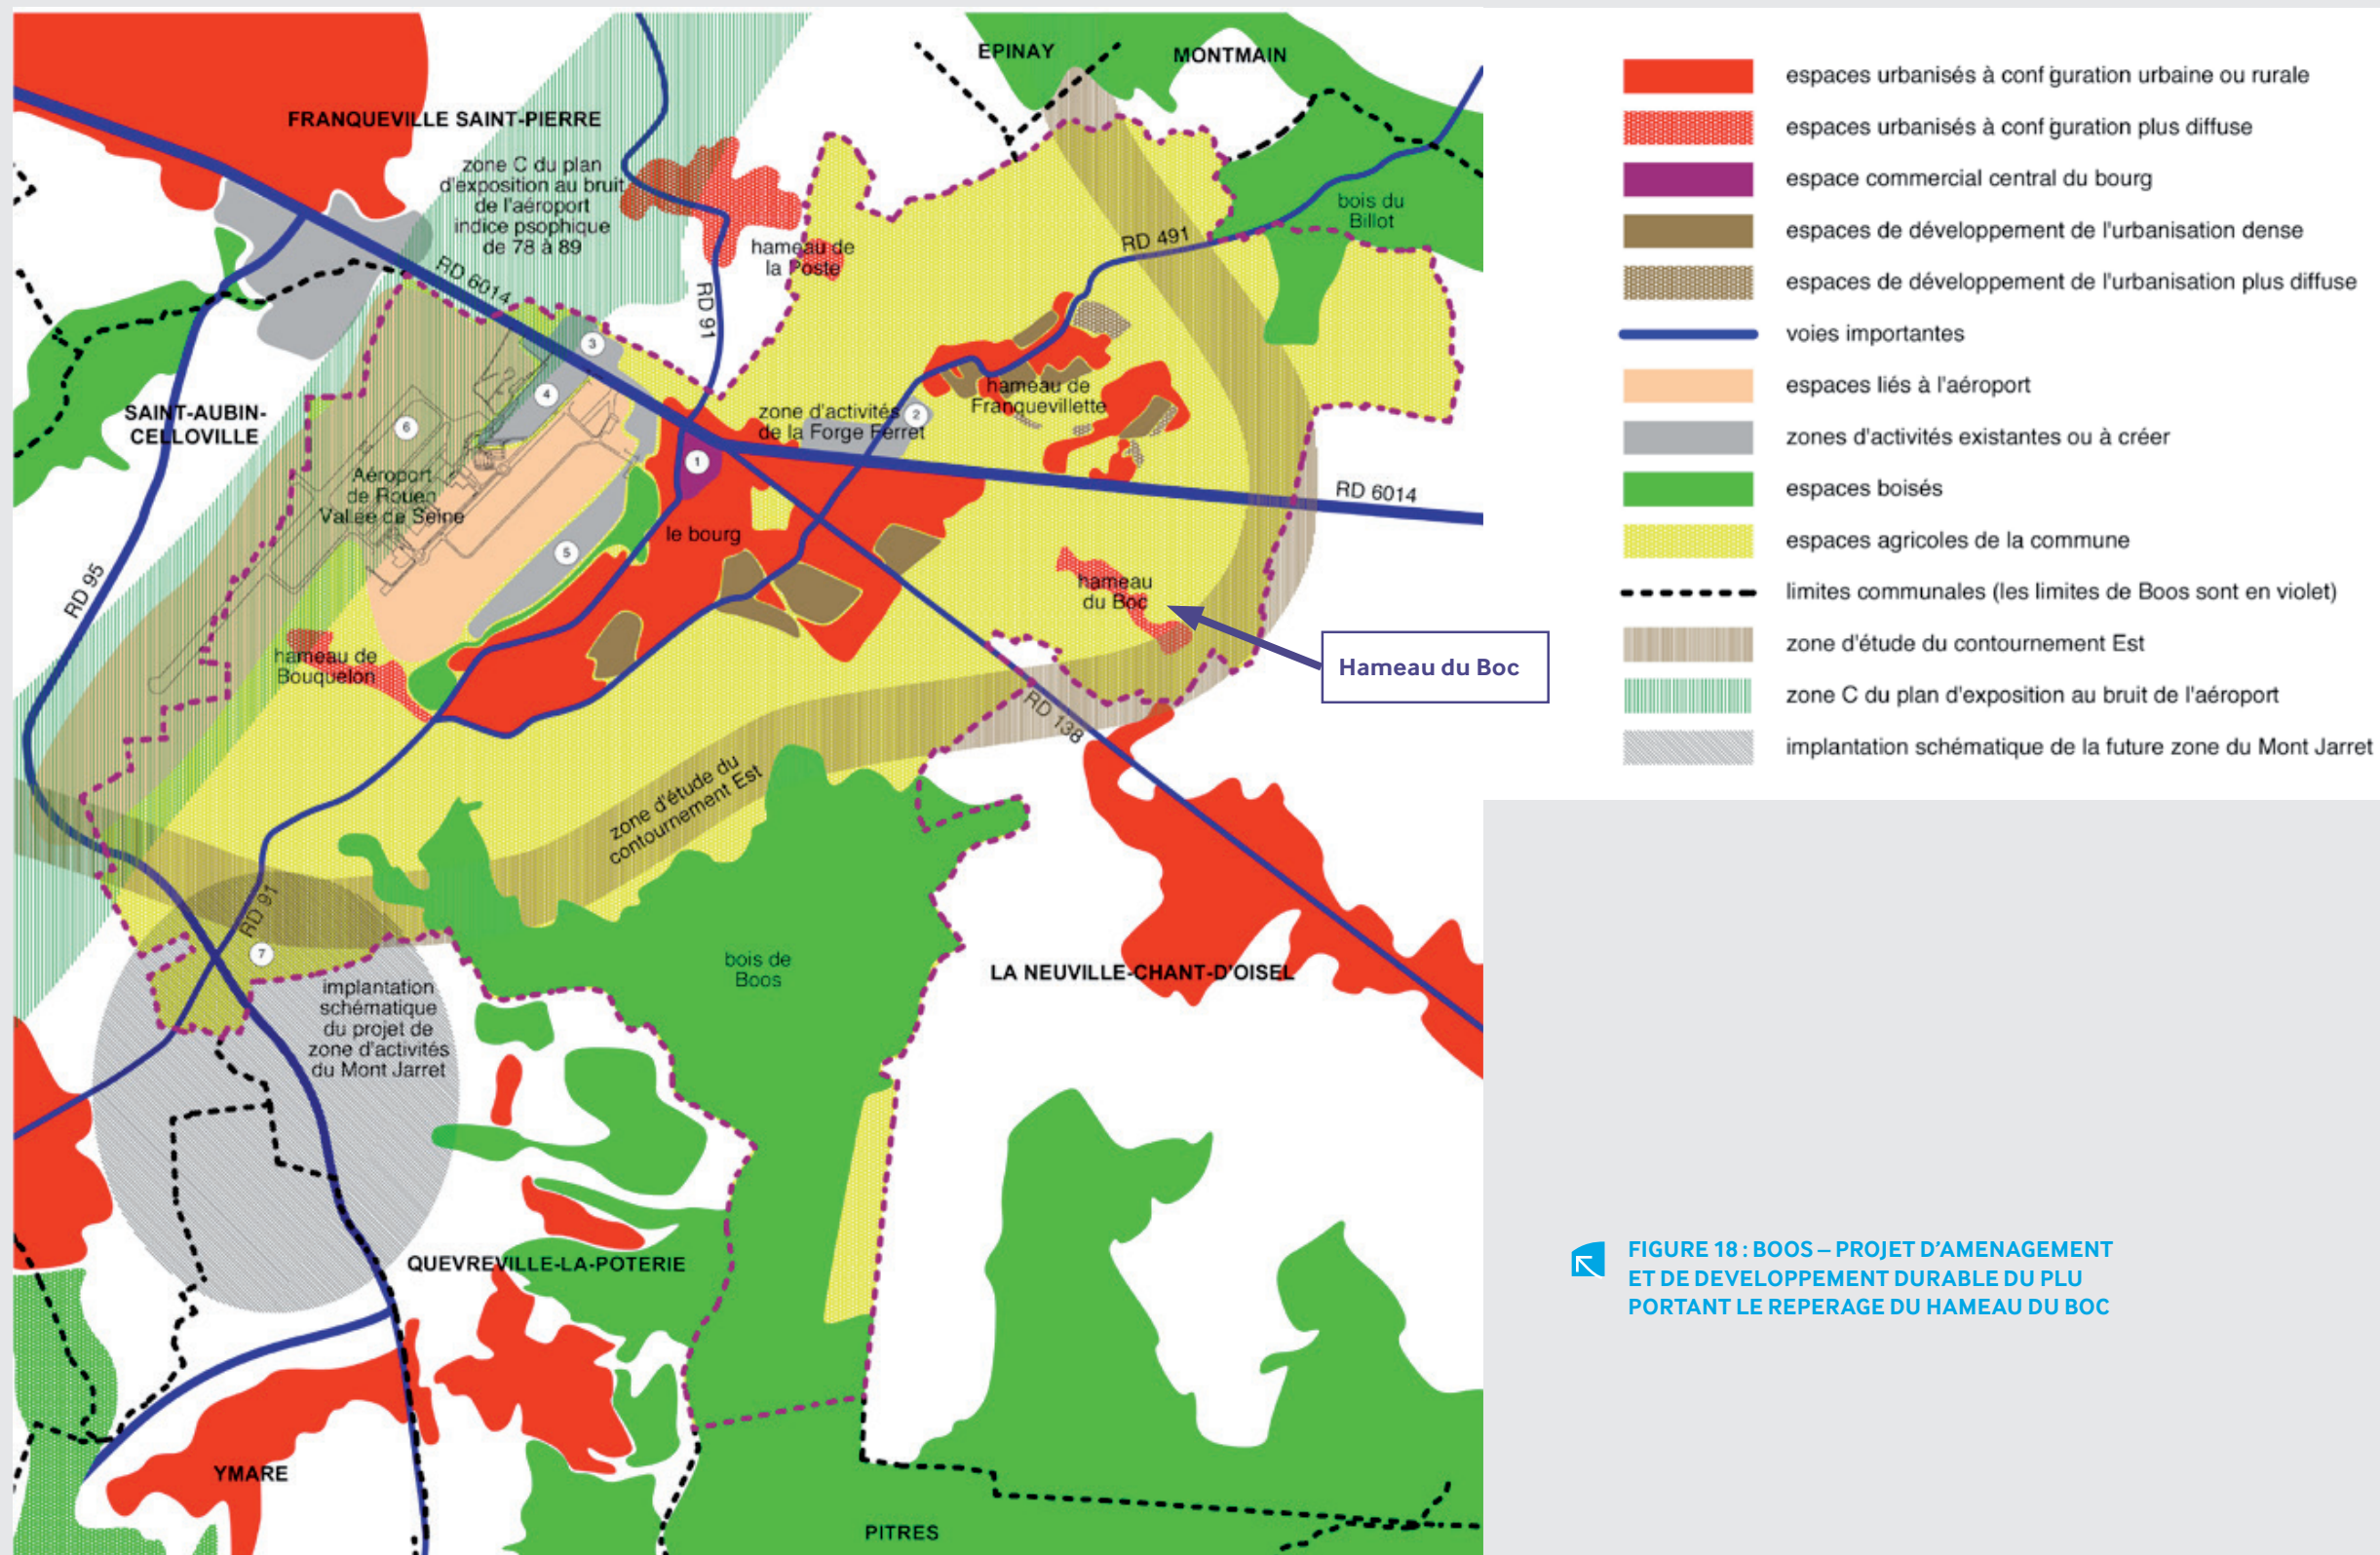 EPINAY
MONTMAIN
FRANQUEVILLE SAINT-PIERRE
zone C du plan
d'exposition au bruit
de l'aéroport
indice psophique
de 78 à 89
hameau de
la Poste
bois du
Billot
RD 491
RD 6014
RD 91
3
4
6
SAINT-AUBIN-
CELLOVILLE
zone d'activités
de la Forge Ferret
2
hameau de
Franquevillette
1
Aéroport
de Rouen
Vallée de Seine
RD 6014
le bourg
5
RD 95
hameau
du Boc
Hameau du Boc
hameau de
Bouquelon
RD 138
zone d'étude du
contournement Est
RD 91
7
bois de
Boos
LA NEUVILLE-CHANT-D'OISEL
implantation
schématique
du projet de
zone d'activités
du Mont Jarret
QUEVREVILLE-LA-POTERIE
YMARE
PITRES
espaces urbanisés à configuration urbaine ou rurale
espaces urbanisés à configuration plus diffuse
espace commercial central du bourg
espaces de développement de l'urbanisation dense
espaces de développement de l'urbanisation plus diffuse
voies importantes
espaces liés à l'aéroport
zones d'activités existantes ou à créer
espaces boisés
espaces agricoles de la commune
limites communales (les limites de Boos sont en violet)
zone d'étude du contournement Est
zone C du plan d'exposition au bruit de l'aéroport
implantation schématique de la future zone du Mont Jarret
FIGURE 18 : BOOS – PROJET D'AMENAGEMENT
ET DE DEVELOPPEMENT DURABLE DU PLU
PORTANT LE REPERAGE DU HAMEAU DU BOC